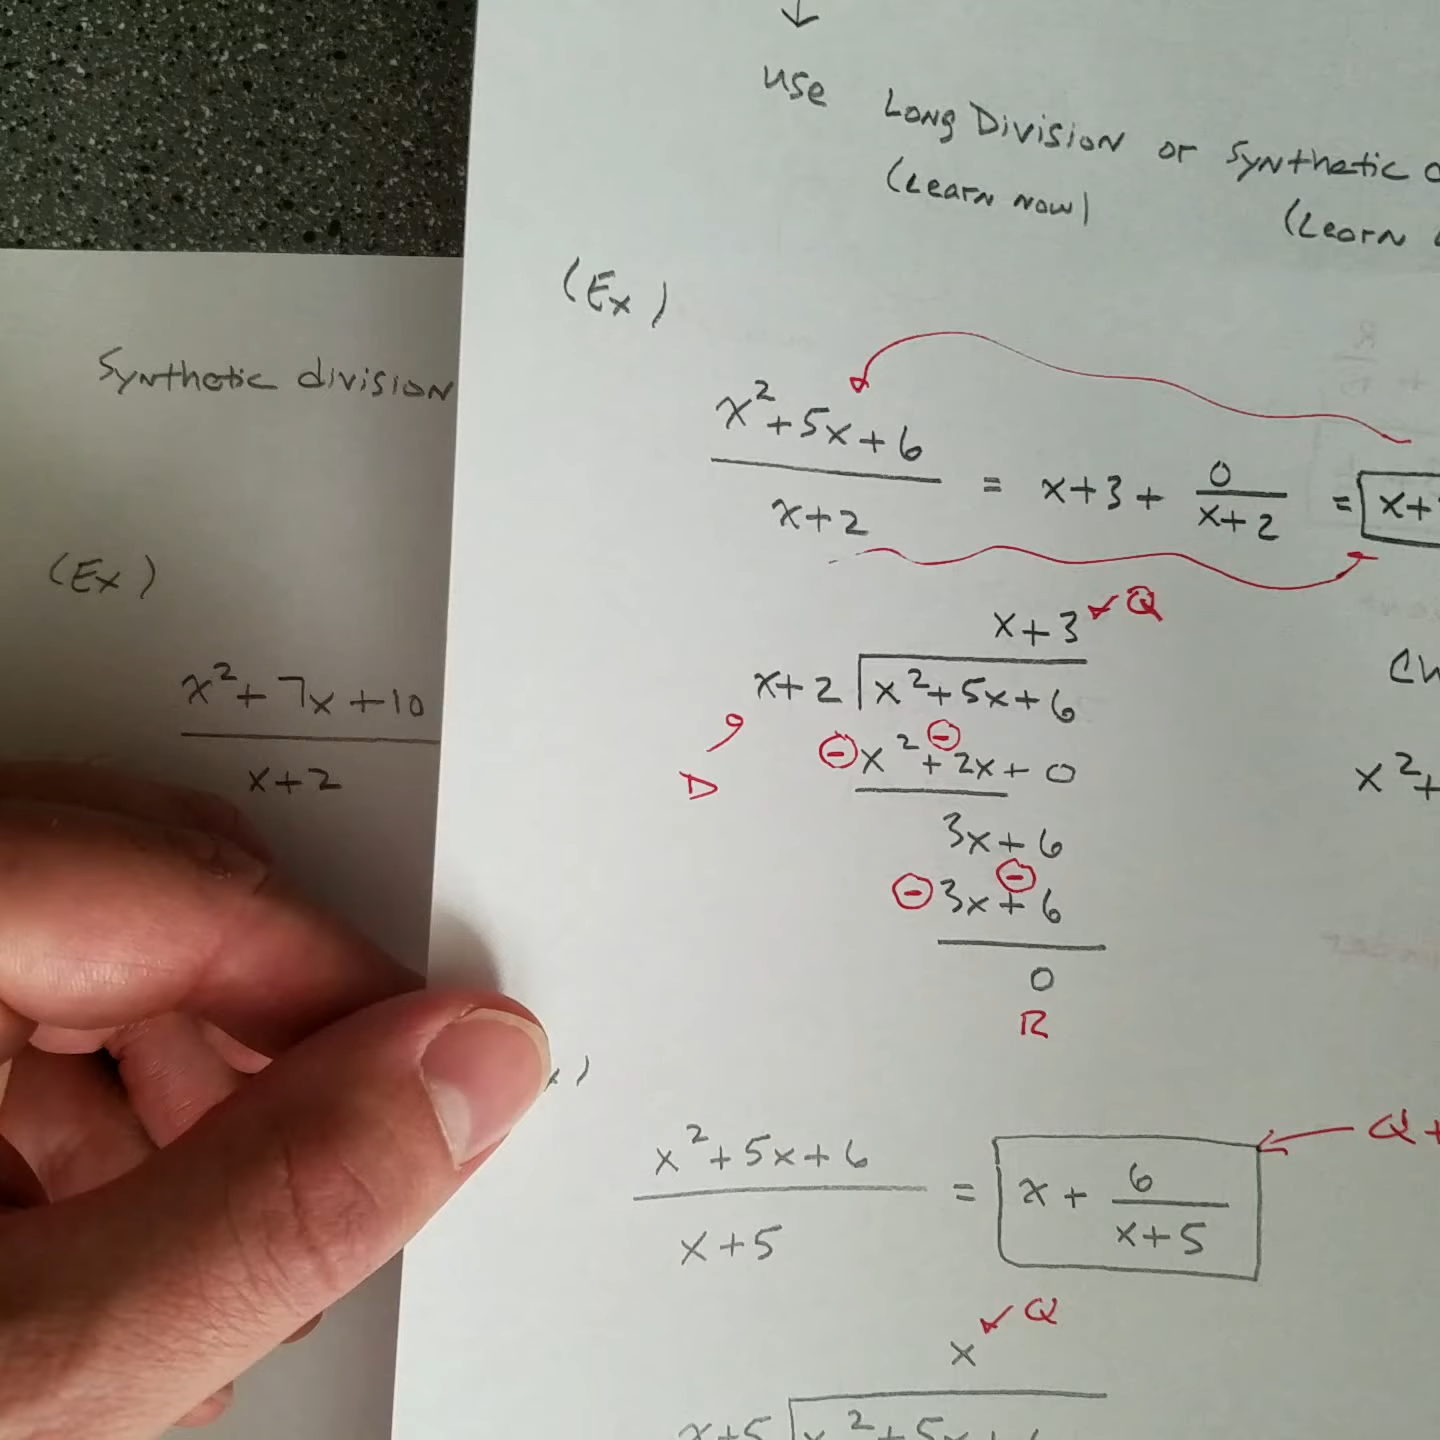 ↓
Use Long Division or Synthetic
(Learn now) (Learn
(Ex)
x²+5x+6
——— = x+3 + 0/(x+2) = x+
x+2
x+3 ← Q
x+2 √x²+5x+6
D
⊖x²+2x+0
⊖
3x+6
⊖3x+6
⊖
0
R
)
x²+5x+6
——— = x + 6/(x+5) ← Q+
x+5
x ← Q
x+5
Synthetic division
(Ex)
x²+7x+10
———
x+2
x²+